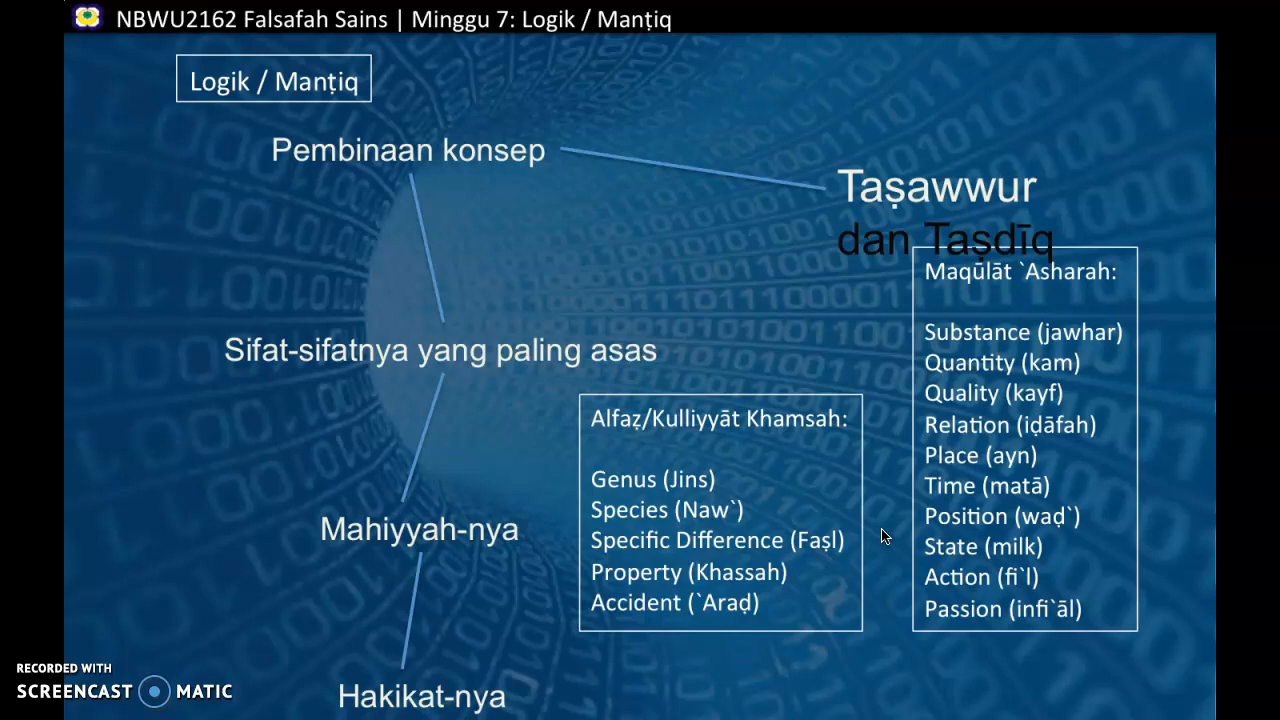 NBWU2162 Falsafah Sains | Minggu 7: Logik / Manṭiq
Logik / Manṭiq
Pembinaan konsep
Taṣawwur
dan Taṣdīq
Sifat-sifatnya yang paling asas
Mahiyyah-nya
Hakikat-nya
Alfaẓ/Kulliyyāt Khamsah:
Genus (Jins)
Species (Naw`)
Specific Difference (Faṣl)
Property (Khassah)
Accident (`Araḍ)
Maqūlāt `Asharah:
Substance (jawhar)
Quantity (kam)
Quality (kayf)
Relation (iḍāfah)
Place (ayn)
Time (matā)
Position (waḍ`)
State (milk)
Action (fi`l)
Passion (infi`āl)
RECORDED WITH
SCREENCAST MATIC